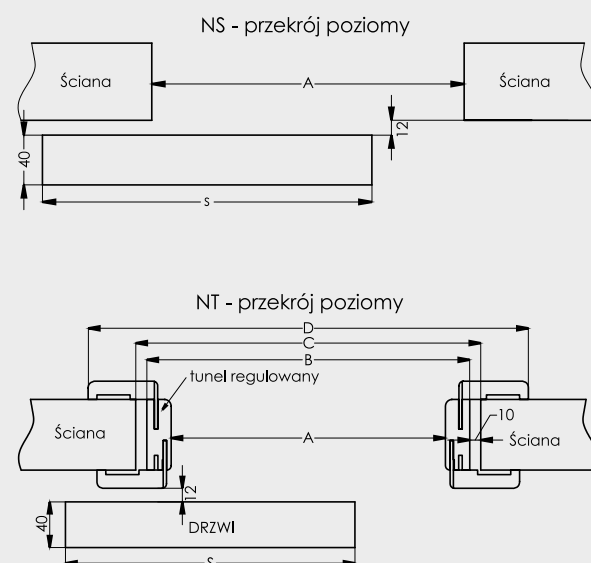 NS - przekrój poziomy
Ściana
A
Ściana
12
40
s
NT - przekrój poziomy
D
C
B
tunel regulowany
10
Ściana
A
Ściana
12
40
DRZWI
S